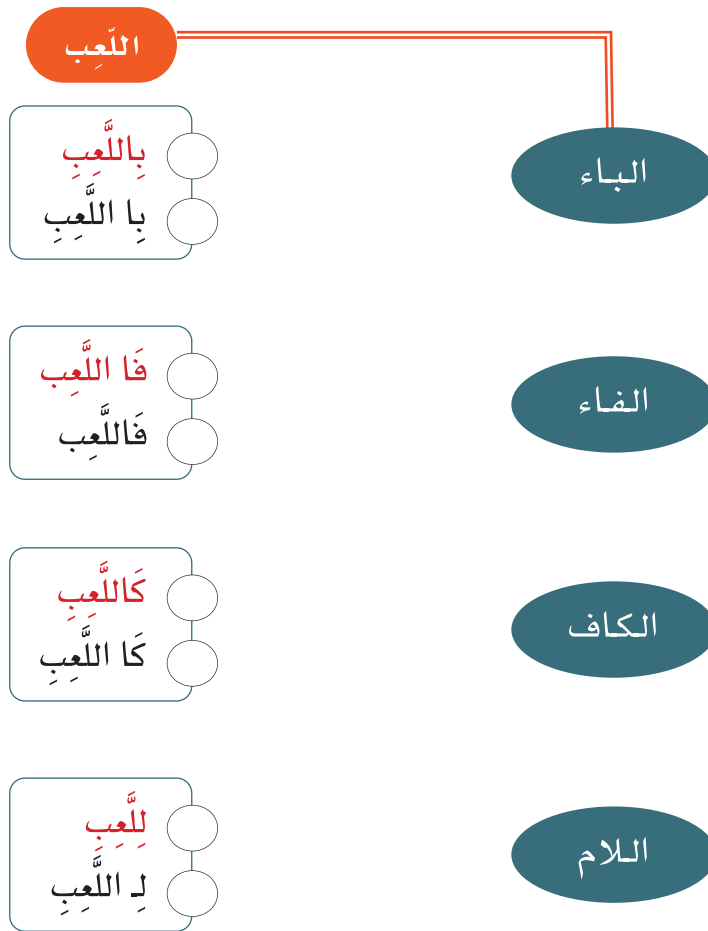 اللّعِب
الباء
بِاللَّعِبِ
بِا اللَّعِبِ
الفاء
فَا اللَّعِب
فَاللَّعِب
الكاف
كَاللَّعِبِ
كَا اللَّعِبِ
اللام
لِلَّعِبِ
لِـ اللَّعِبِ